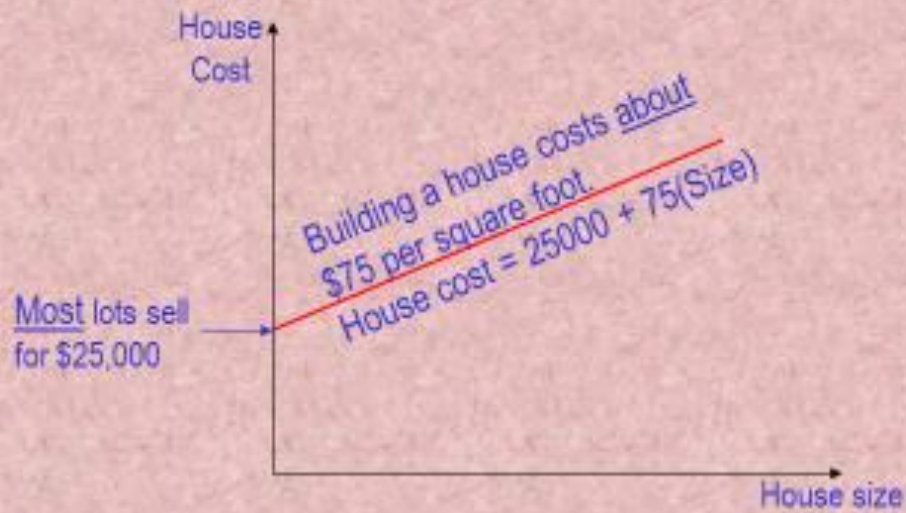 House
Cost
Building a house costs about
$75 per square foot.
House cost = 25000 + 75(Size)
Most lots sell
for $25,000
House size